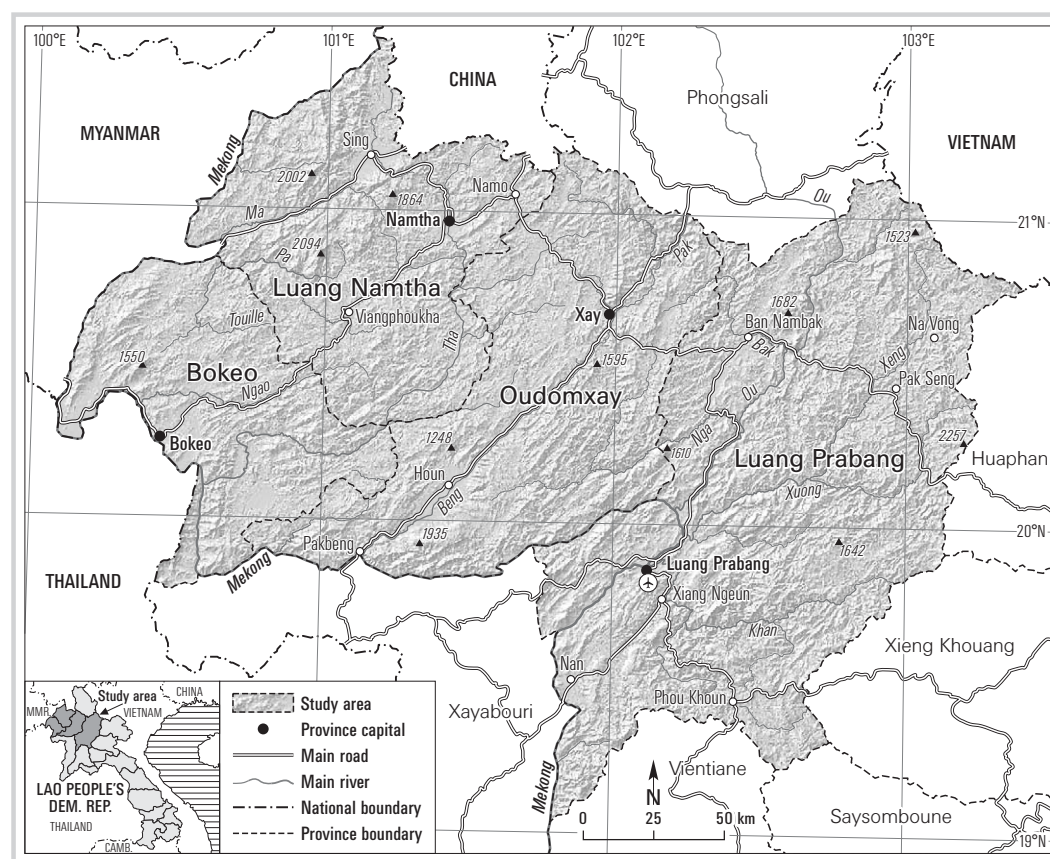 100°E
101°E
102°E
103°E
CHINA
Phongsali
MYANMAR
VIETNAM
Mekong
Sing
2002
1864
Namo
Ou
21°N
Ma
Namtha
1523
2094
Pa
Pak
Luang Namtha
1682
Touille
Viangphoukha
Xay
Ban Nambak
Na Vong
Tha
Bak
1550
Bokeo
1595
Xeng
Ngao
Oudomxay
Ou
Pak Seng
Bokeo
1248
Nga
1610
2257
Luang Prabang
Huaphan
Houn
Beng
Xuong
20°N
Pakbeng
1935
1642
THAILAND
Mekong
Luang Prabang
Xiang Ngeun
Khan
Xieng Khouang
Nan
Phou Khoun
Xayabouri
Vientiane
Mekong
Saysomboune
19°N
N
0 25 50 km
Study area
CHINA
MMR.
VIETNAM
LAO PEOPLE'S
DEM. REP.
THAILAND
CAMB.
Study area
Province capital
Main road
Main river
National boundary
Province boundary